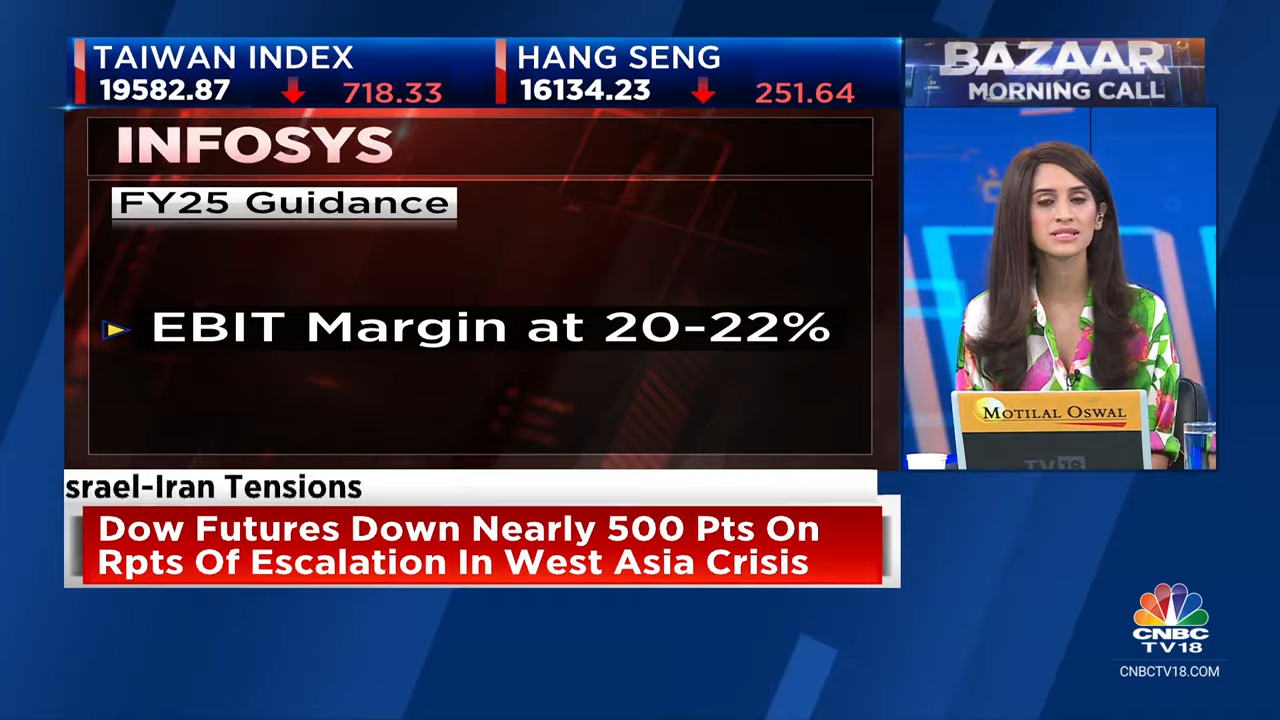 TAIWAN INDEX
19582.87 718.33
HANG SENG
16134.23 251.64
BAZAAR
MORNING CALL
INFOSYS
FY25 Guidance
EBIT Margin at 20-22%
MOTILAL OSWAL
TV18
srael-Iran Tensions
Dow Futures Down Nearly 500 Pts On
Rpts Of Escalation In West Asia Crisis
CNBC
TV18
CNBCTV18.COM